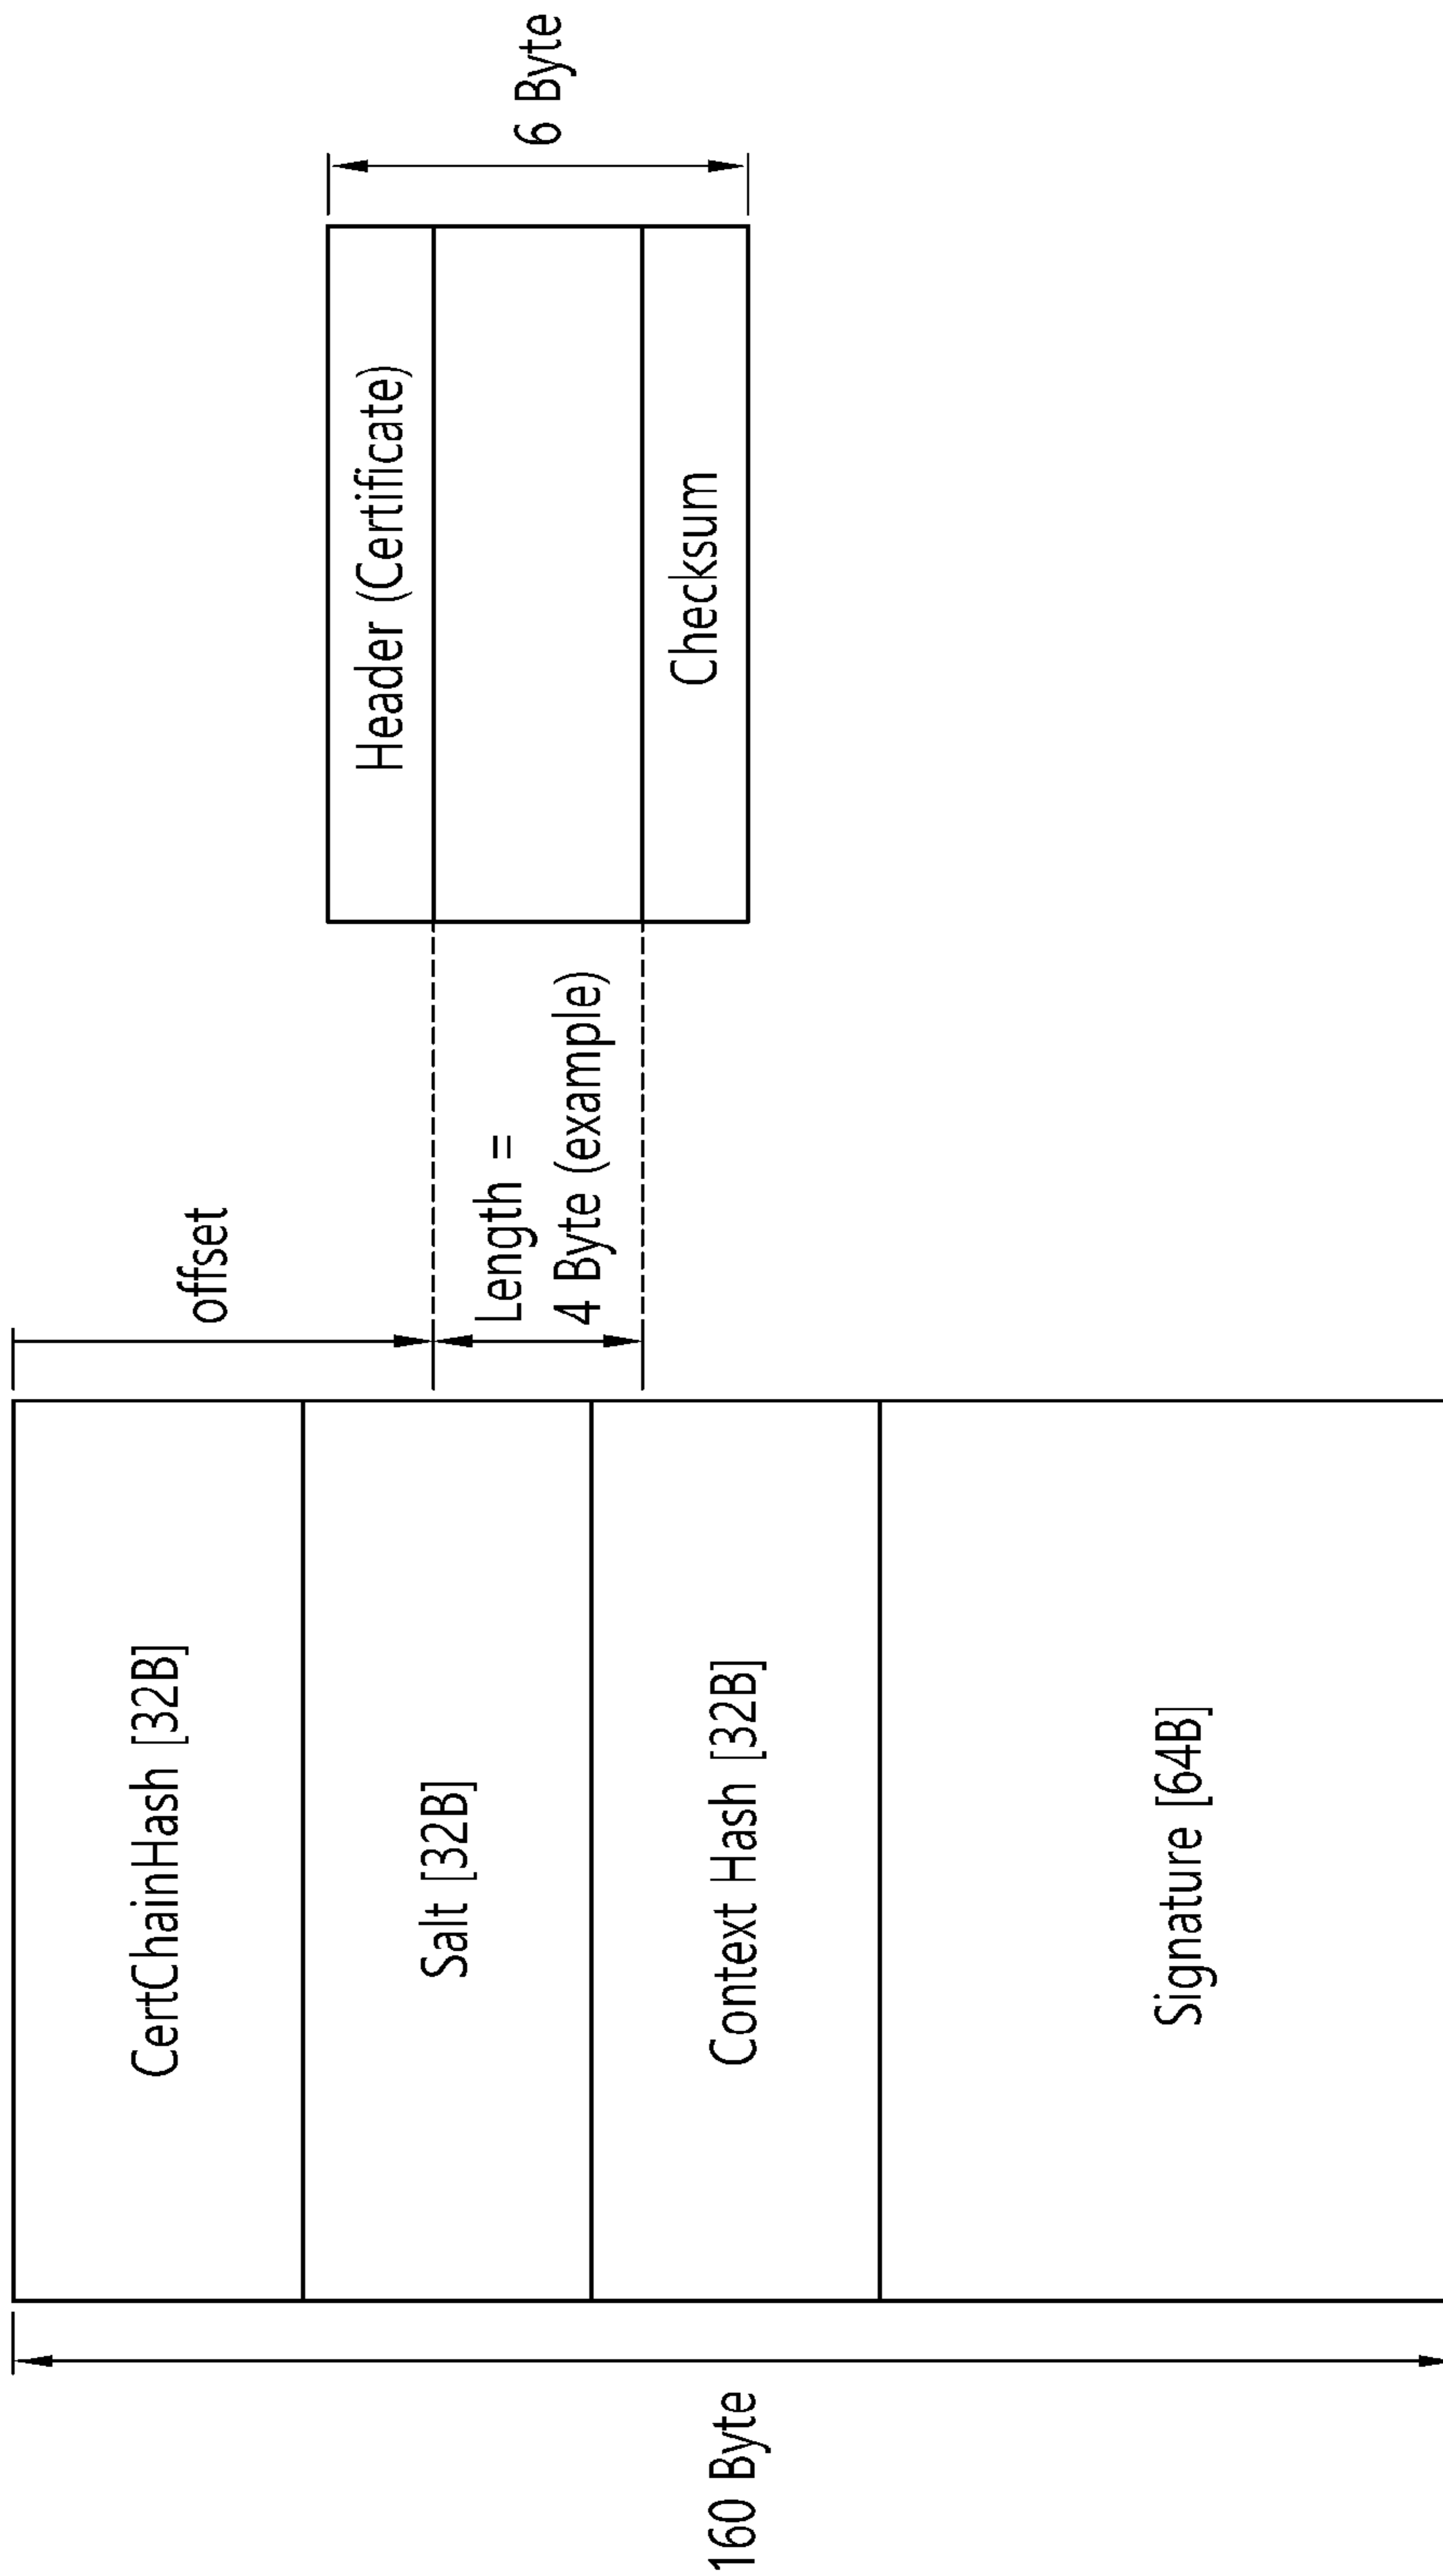 160 Byte
CertChainHash [32B]
Salt [32B]
Context Hash [32B]
Signature [64B]
offset
Length =
4 Byte (example)
Header (Certificate)
Checksum
6 Byte